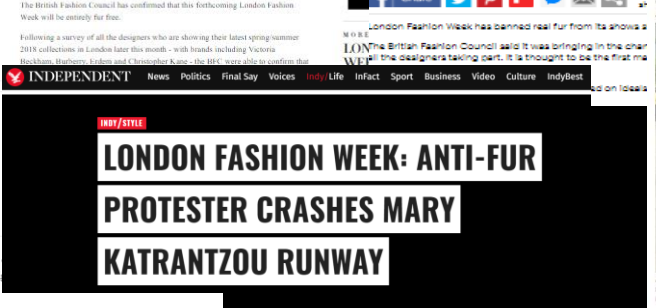 The British Fashion Council has confirmed that this forthcoming London Fashion
Week will be entirely fur free.
Following a survey of all the designers who are showing their latest spring/summer
2018 collections in London later this month - with brands including Victoria
Beckham, Burberry, Erdem and Christopher Kane - the BFC were able to confirm that
MORE
LON
WEE
London Fashion Week has banned real fur from its shows
The British Fashion Council said it was bringing in the
all the designers taking part. It is thought to be the first
ed on
INDEPENDENT News Politics Final Say Voices Indy/Life InFact Sport Business Video Culture IndyBest
INDY/STYLE
LONDON FASHION WEEK: ANTI-FUR
PROTESTER CRASHES MARY
KATRANTZOU RUNWAY